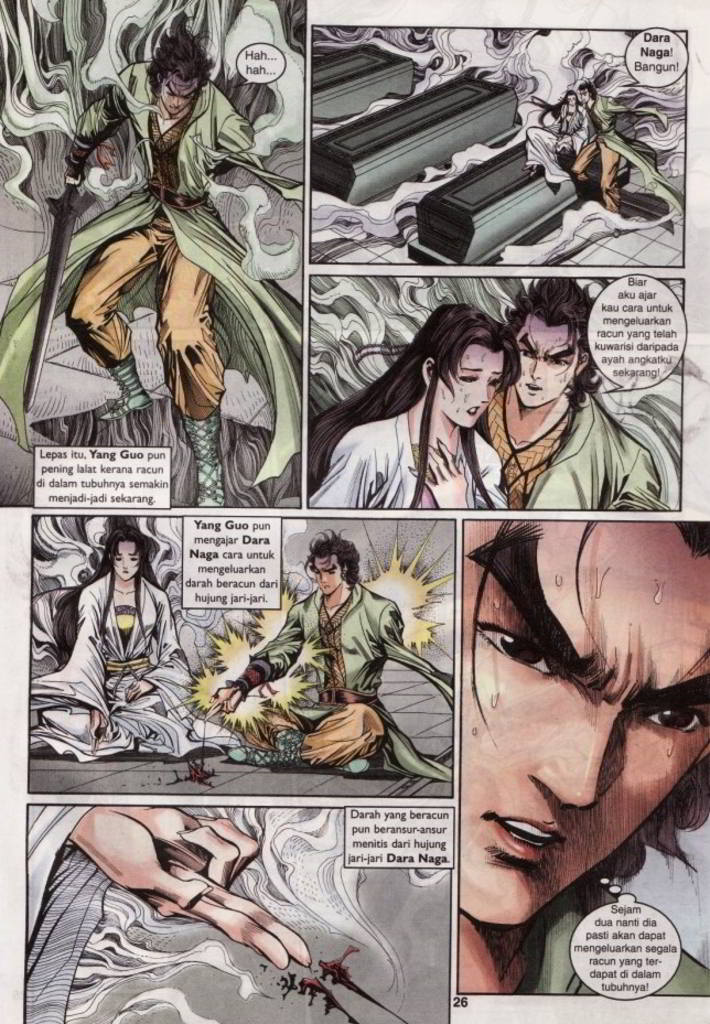 Hah...
hah...
Lepas itu, Yang Guo pun
pening lalat kerana racun
di dalam tubuhnya semakin
menjadi-jadi sekarang.
Dara
Naga!
Bangun!
Biar
aku ajar
kau cara untuk
mengeluarkan
racun yang telah
kuwarisi daripada
ayah angkatku
sekarang!
Yang Guo pun
mengajar Dara
Naga cara untuk
mengeluarkan
darah beracun dari
hujung jari-jari.
Darah yang beracun
pun beransur-ansur
menitis dari hujung
jari-jari Dara Naga.
Sejam
dua nanti dia
pasti akan dapat
mengeluarkan segala
racun yang ter-
dapat di dalam
tubuhnya!
26